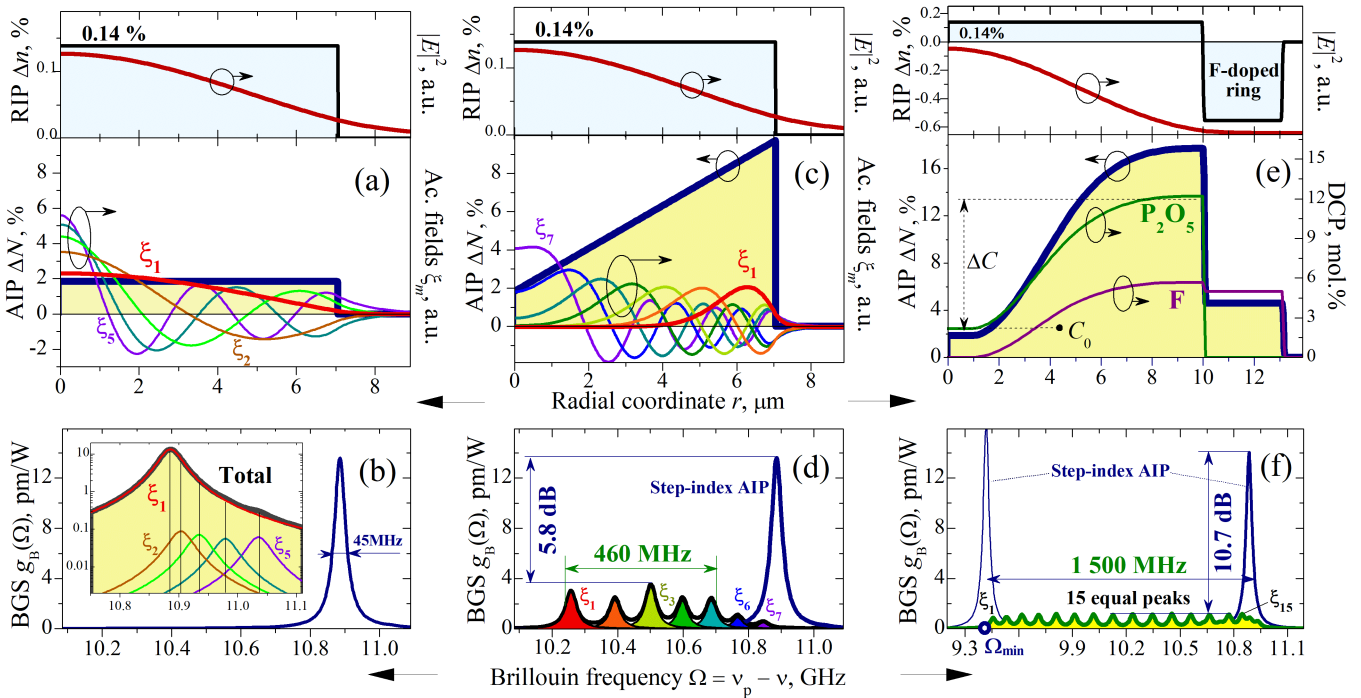 RIP Δn, %
0.1
0.0
0.14 %
|E|², a.u.
AIP ΔN, %
8
6
4
2
0
-2
(a)
ξ₁
ξ₅
ξ₂
Ac. fields ξₘ, a.u.
0 2 4 6 8
RIP Δn, %
0.1
0.0
0.14%
|E|², a.u.
AIP ΔN, %
8
6
4
2
0
(c)
ξ₇
ξ₁
Ac. fields ξₘ, a.u.
0 2 4 6 8
RIP Δn, %
0.0
-0.2
-0.4
-0.6
0.14%
F-doped
ring
|E|², a.u.
AIP ΔN, %
16
12
8
4
0
(e)
P₂O₅
ΔC
F
C₀
15
12
9
6
3
0
DCP, mol.%
0 2 4 6 8 10 12
Radial coordinate r, μm
BGS g_B(Ω), pm/W
12
8
4
0
(b)
10
1
0.1
0.01
Total
ξ₁
ξ₂
ξ₅
10.8 10.9 11.0 11.1
45MHz
10.2 10.4 10.6 10.8 11.0
BGS g_B(Ω), pm/W
12
8
4
0
(d)
Step-index AIP
5.8 dB
460 MHz
ξ₁
ξ₃
ξ₆
ξ₇
10.2 10.4 10.6 10.8 11.0
BGS g_B(Ω), pm/W
12
8
4
0
(f)
Step-index AIP
10.7 dB
1 500 MHz
15 equal peaks
ξ₁
ξ₁₅
Ω_min
9.3 9.6 9.9 10.2 10.5 10.8 11.1
Brillouin frequency Ω = ν_p – ν, GHz